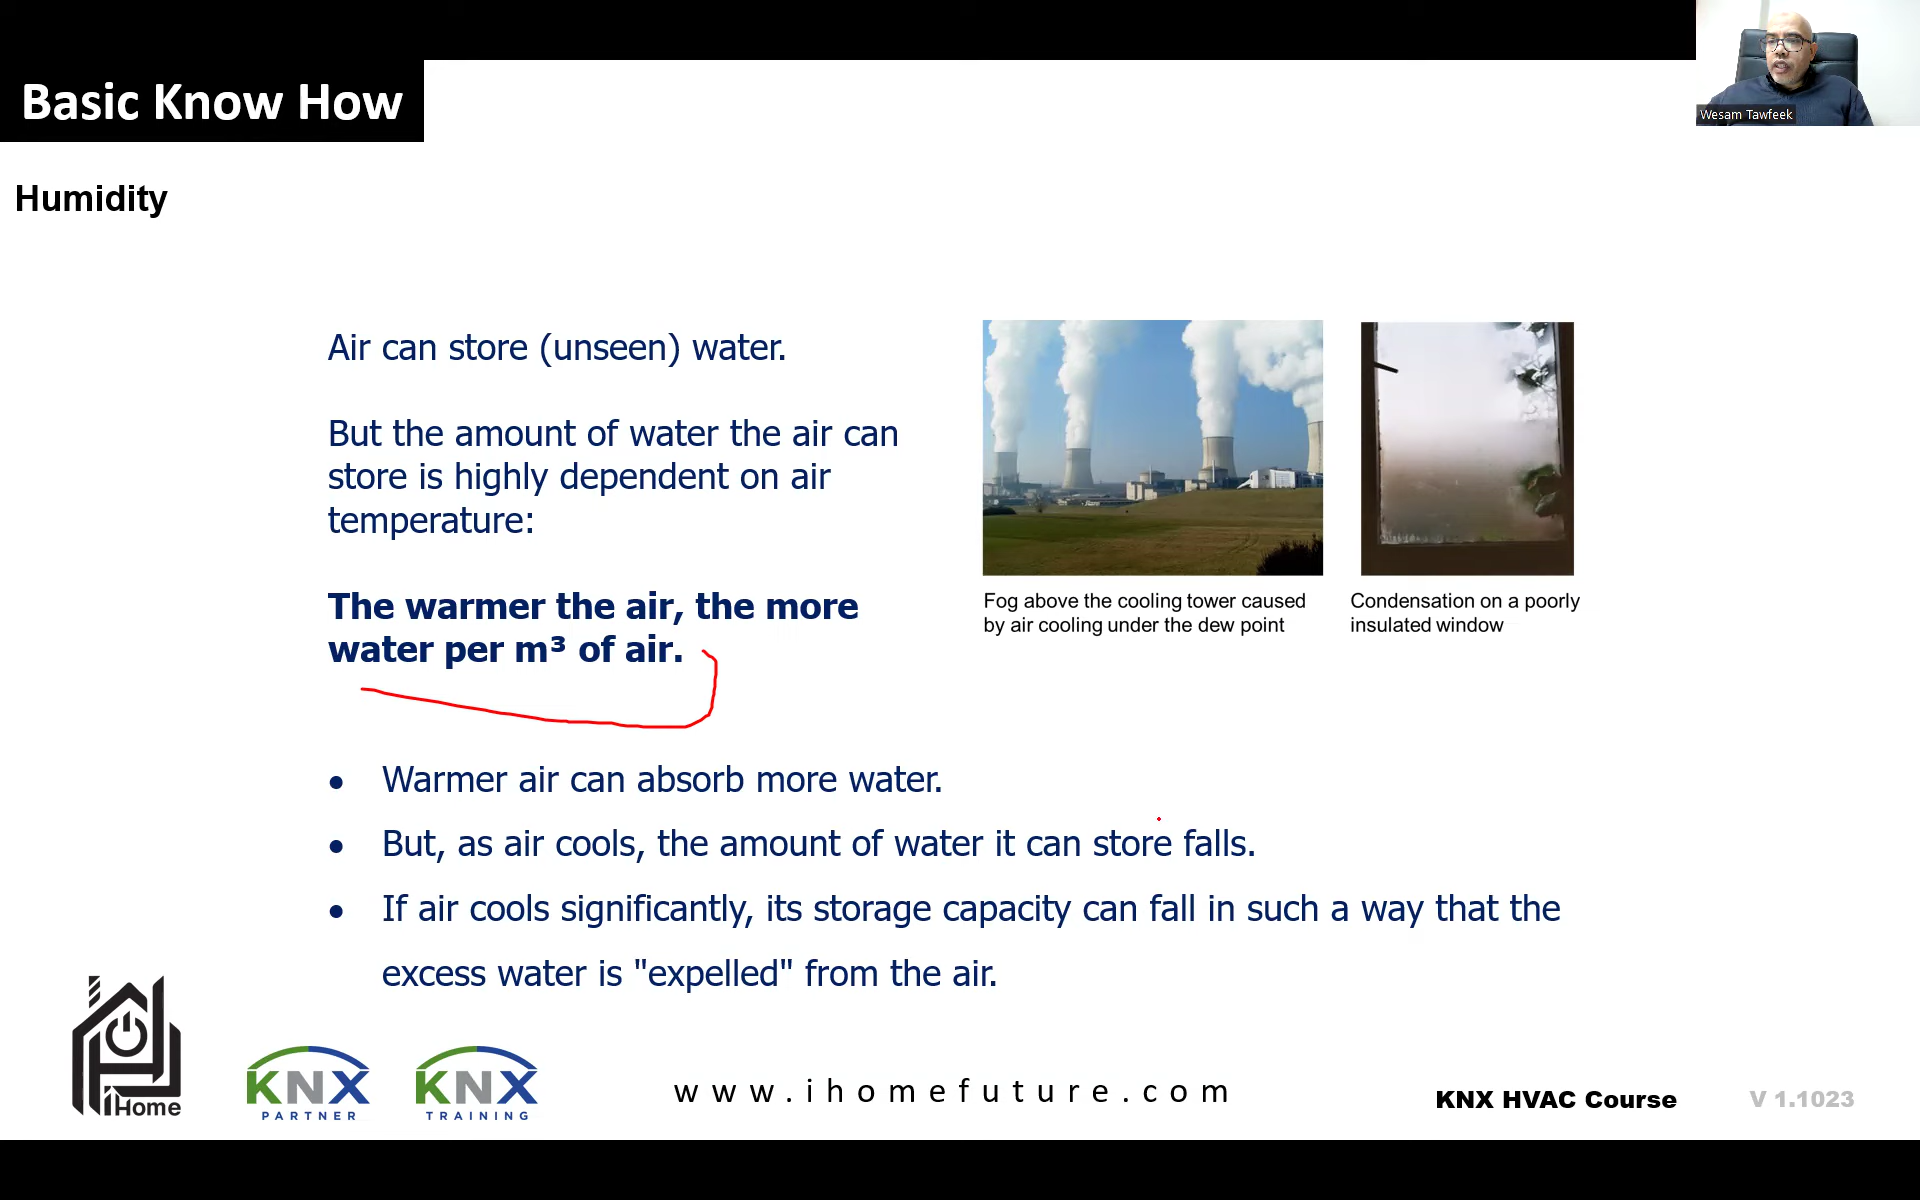 Basic Know How
Wesam Tawfeek
Humidity
Air can store (unseen) water.
But the amount of water the air can
store is highly dependent on air
temperature:
The warmer the air, the more
water per m³ of air.
Fog above the cooling tower caused
by air cooling under the dew point
Condensation on a poorly
insulated window
• Warmer air can absorb more water.
• But, as air cools, the amount of water it can store falls.
• If air cools significantly, its storage capacity can fall in such a way that the
excess water is "expelled" from the air.
iHome
KNX
PARTNER
KNX
TRAINING
www.ihomefuture.com
KNX HVAC Course
V 1.1023